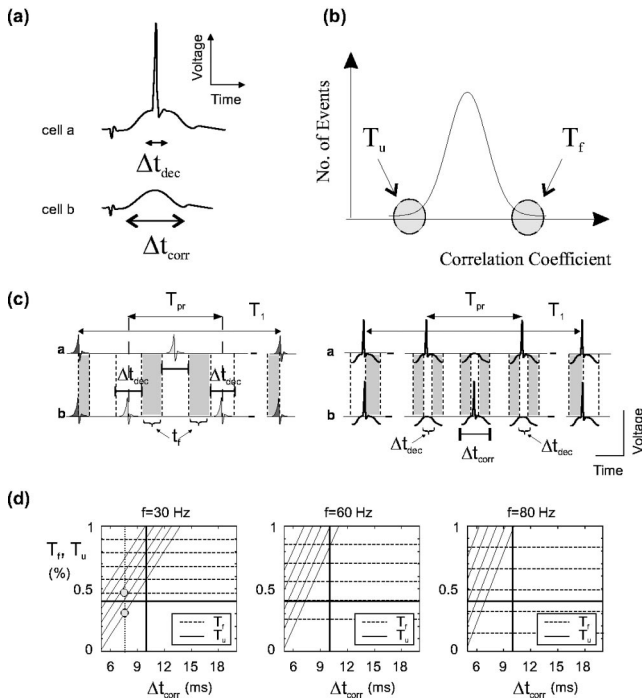 (a)
Voltage
Time
cell a
Δt_dec
cell b
Δt_corr
(b)
No. of Events
T_u
T_f
Correlation Coefficient
(c)
T_pr
T_1
a
Δt_dec
Δt_dec
b
t_f
T_pr
T_1
a
b
Δt_dec
Δt_corr
Δt_dec
Voltage
Time
(d)
f=30 Hz
f=60 Hz
f=80 Hz
T_f, T_u
(%)
1
0.5
0
6 9 12 15 18
T_f
T_u
Δt_corr (ms)
1
0.5
0
6 9 12 15 18
T_f
T_u
Δt_corr (ms)
1
0.5
0
6 9 12 15 18
T_f
T_u
Δt_corr (ms)